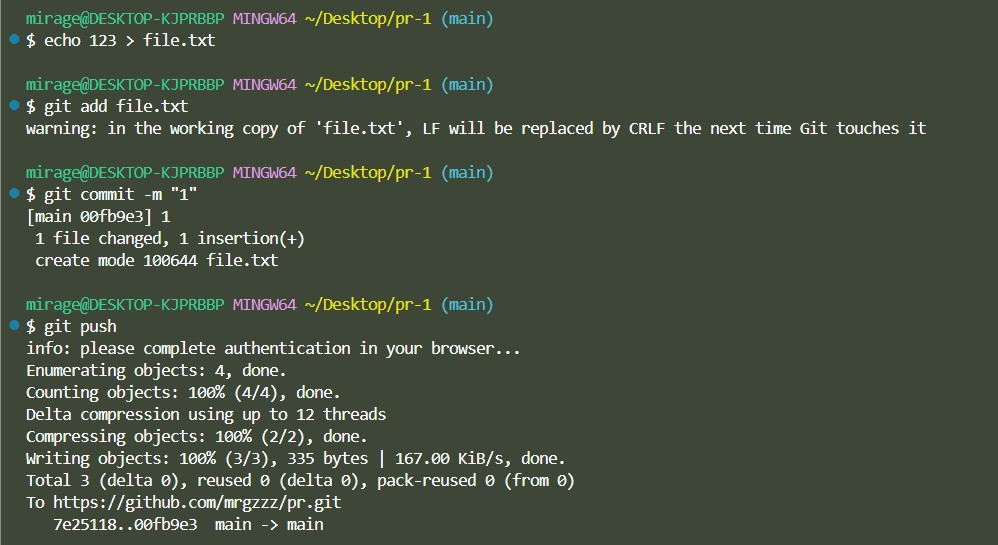 mirage@DESKTOP-KJPRBBP MINGW64 ~/Desktop/pr-1 (main)
$ echo 123 > file.txt
mirage@DESKTOP-KJPRBBP MINGW64 ~/Desktop/pr-1 (main)
$ git add file.txt
warning: in the working copy of 'file.txt', LF will be replaced by CRLF the next time Git touches it
mirage@DESKTOP-KJPRBBP MINGW64 ~/Desktop/pr-1 (main)
$ git commit -m "1"
[main 00fb9e3] 1
 1 file changed, 1 insertion(+)
 create mode 100644 file.txt
mirage@DESKTOP-KJPRBBP MINGW64 ~/Desktop/pr-1 (main)
$ git push
info: please complete authentication in your browser...
Enumerating objects: 4, done.
Counting objects: 100% (4/4), done.
Delta compression using up to 12 threads
Compressing objects: 100% (2/2), done.
Writing objects: 100% (3/3), 335 bytes | 167.00 KiB/s, done.
Total 3 (delta 0), reused 0 (delta 0), pack-reused 0 (from 0)
To https://github.com/mrgzzz/pr.git
   7e25118..00fb9e3  main -> main